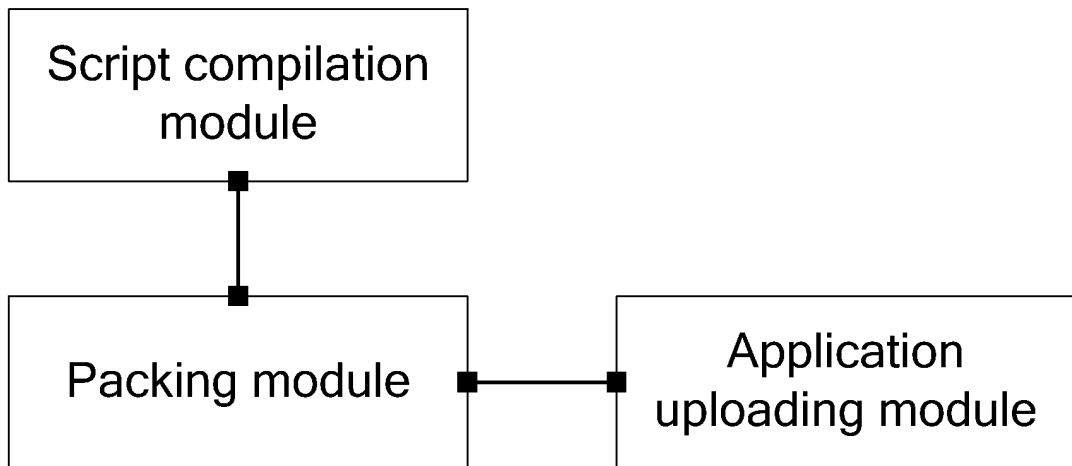 Script compilation
module
Packing module
Application
uploading module